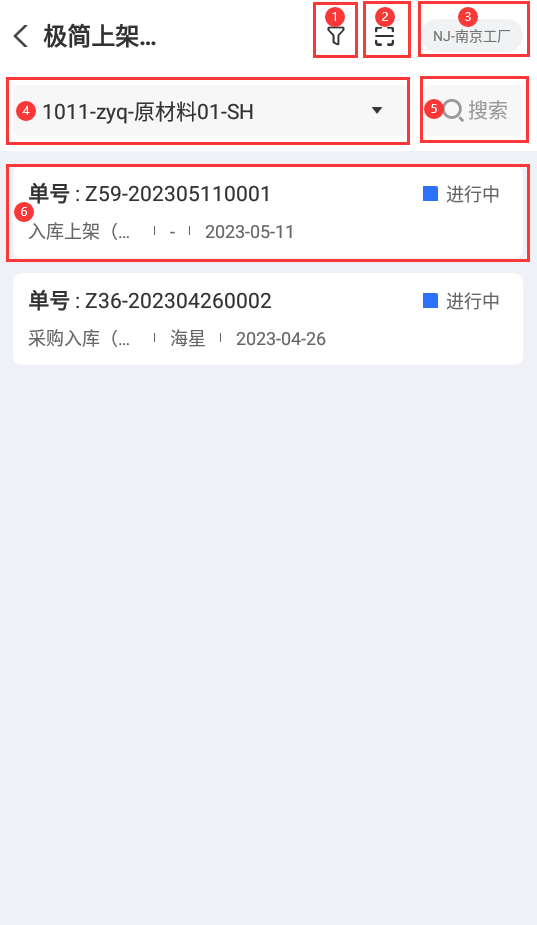 极简上架...
1
2
3
NJ-南京工厂
4
1011-zyq-原材料01-SH
5
搜索
6
单号 : Z59-202305110001
进行中
入库上架（... - 2023-05-11
单号 : Z36-202304260002
进行中
采购入库（... 海星 2023-04-26